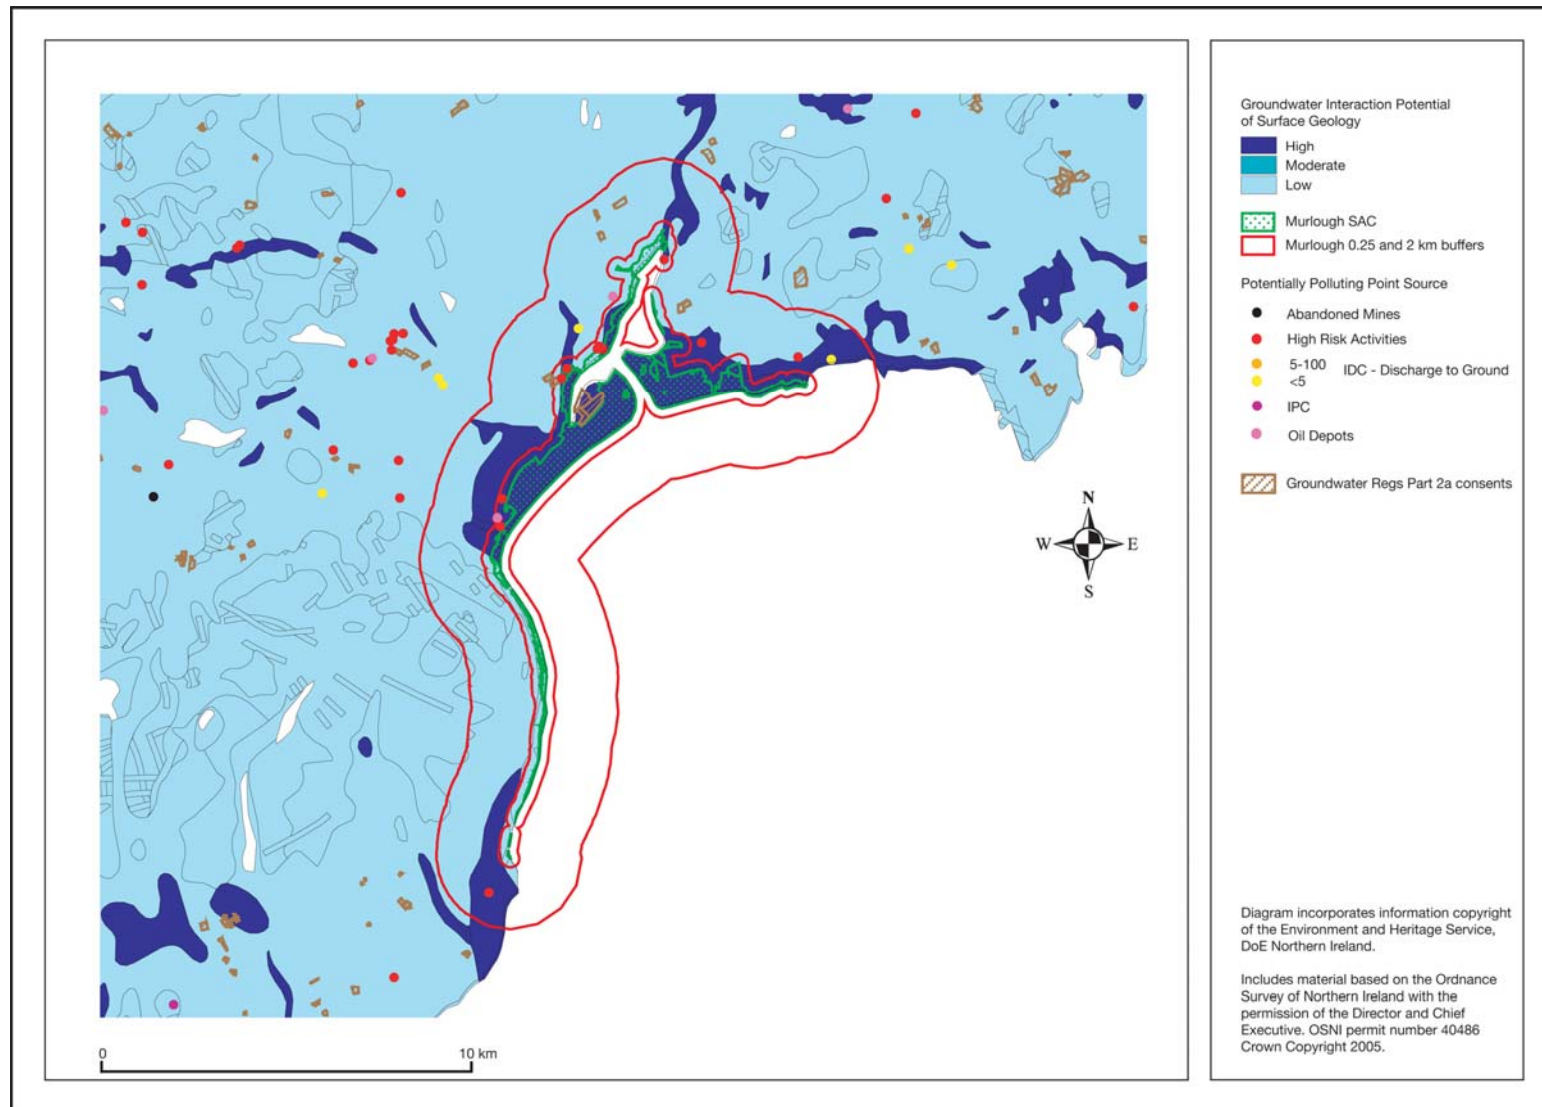 Groundwater Interaction Potential
of Surface Geology
High
Moderate
Low
Murlough SAC
Murlough 0.25 and 2 km buffers
Potentially Polluting Point Source
Abandoned Mines
High Risk Activities
5-100
IDC - Discharge to Ground
<5
IPC
Oil Depots
Groundwater Regs Part 2a consents
N
W
E
S
Diagram incorporates information copyright
of the Environment and Heritage Service,
DoE Northern Ireland.
Includes material based on the Ordnance
Survey of Northern Ireland with the
permission of the Director and Chief
Executive. OSNI permit number 40486
Crown Copyright 2005.
0
10 km